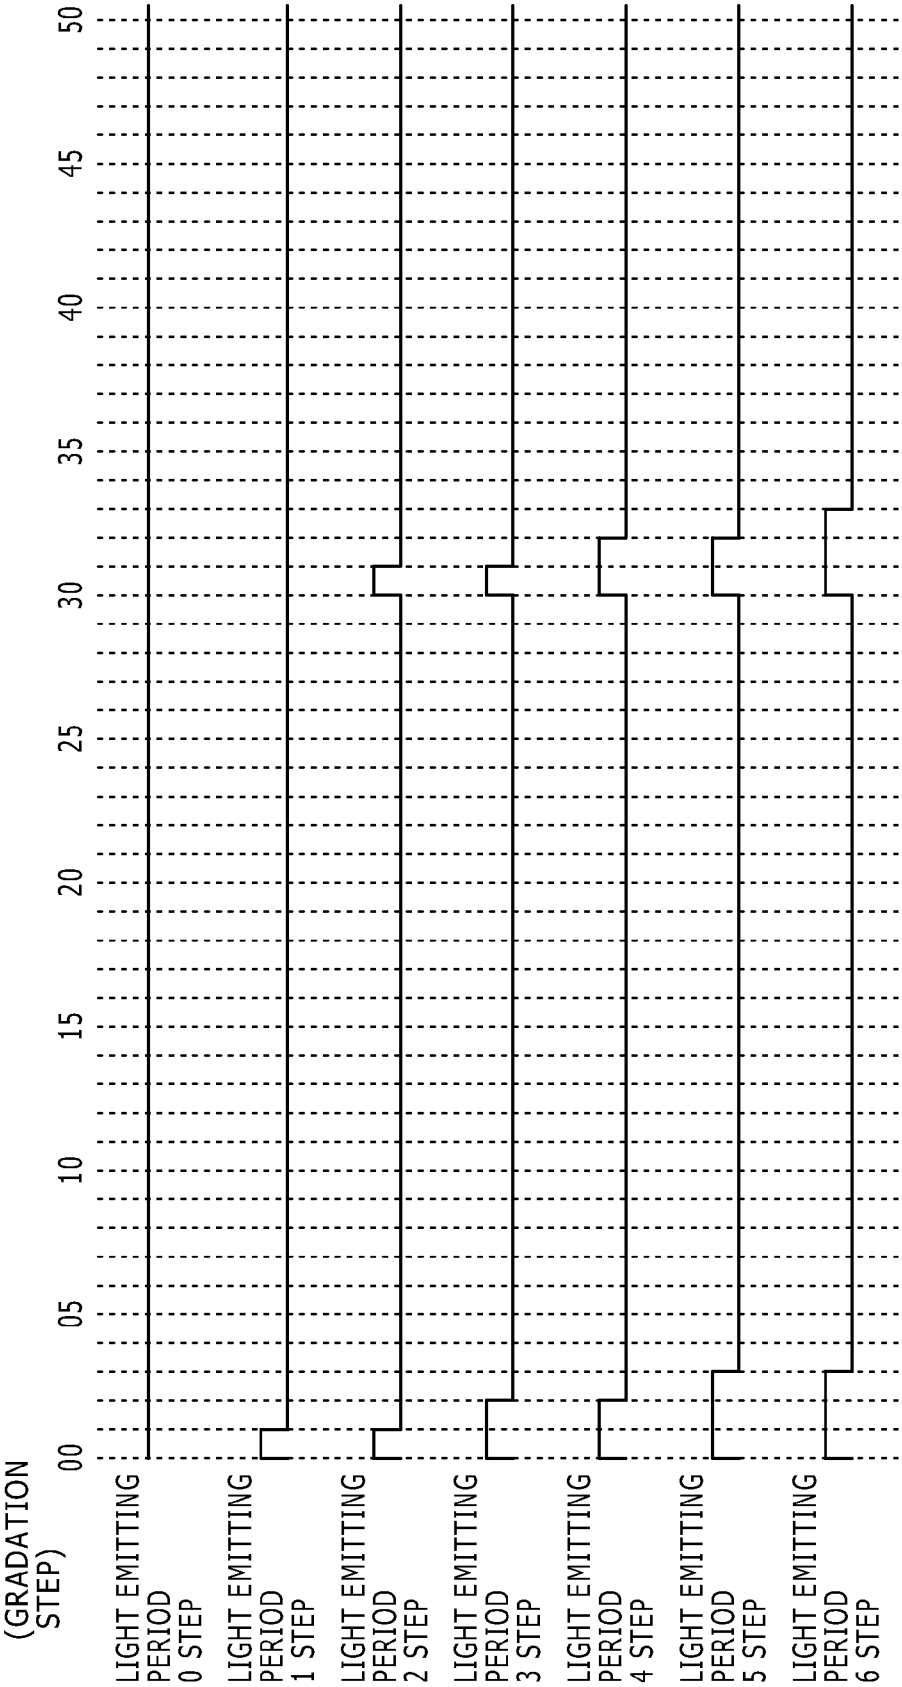 (GRADATION
STEP)
00 05 10 15 20 25 30 35 40 45 50
LIGHT EMITTING
PERIOD
0 STEP
LIGHT EMITTING
PERIOD
1 STEP
LIGHT EMITTING
PERIOD
2 STEP
LIGHT EMITTING
PERIOD
3 STEP
LIGHT EMITTING
PERIOD
4 STEP
LIGHT EMITTING
PERIOD
5 STEP
LIGHT EMITTING
PERIOD
6 STEP